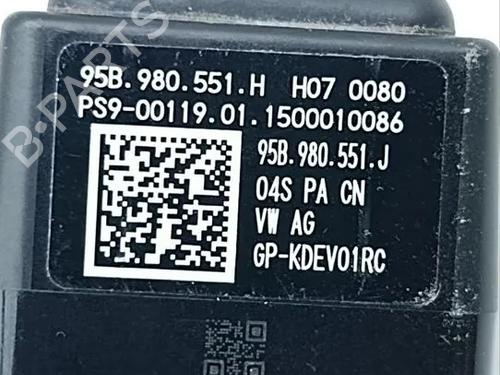 95B.980.551.H H07 0080
PS9-00119.01.1500010086
95B.980.551.J
04S PA CN
VW AG
GP-KDEV01RC
B-PARTS